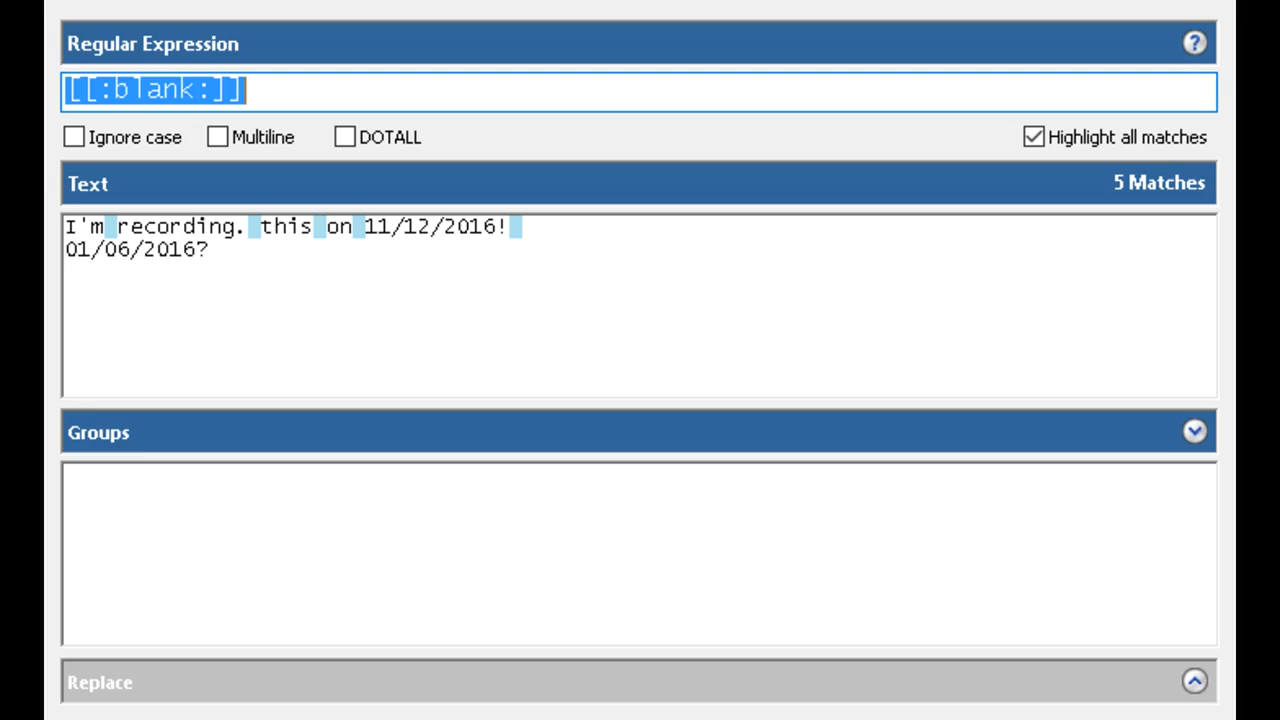 Regular Expression
[[:blank:]]
Ignore case Multiline DOTALL Highlight all matches
Text 5 Matches
I'm recording. this on 11/12/2016!
01/06/2016?
Groups
Replace